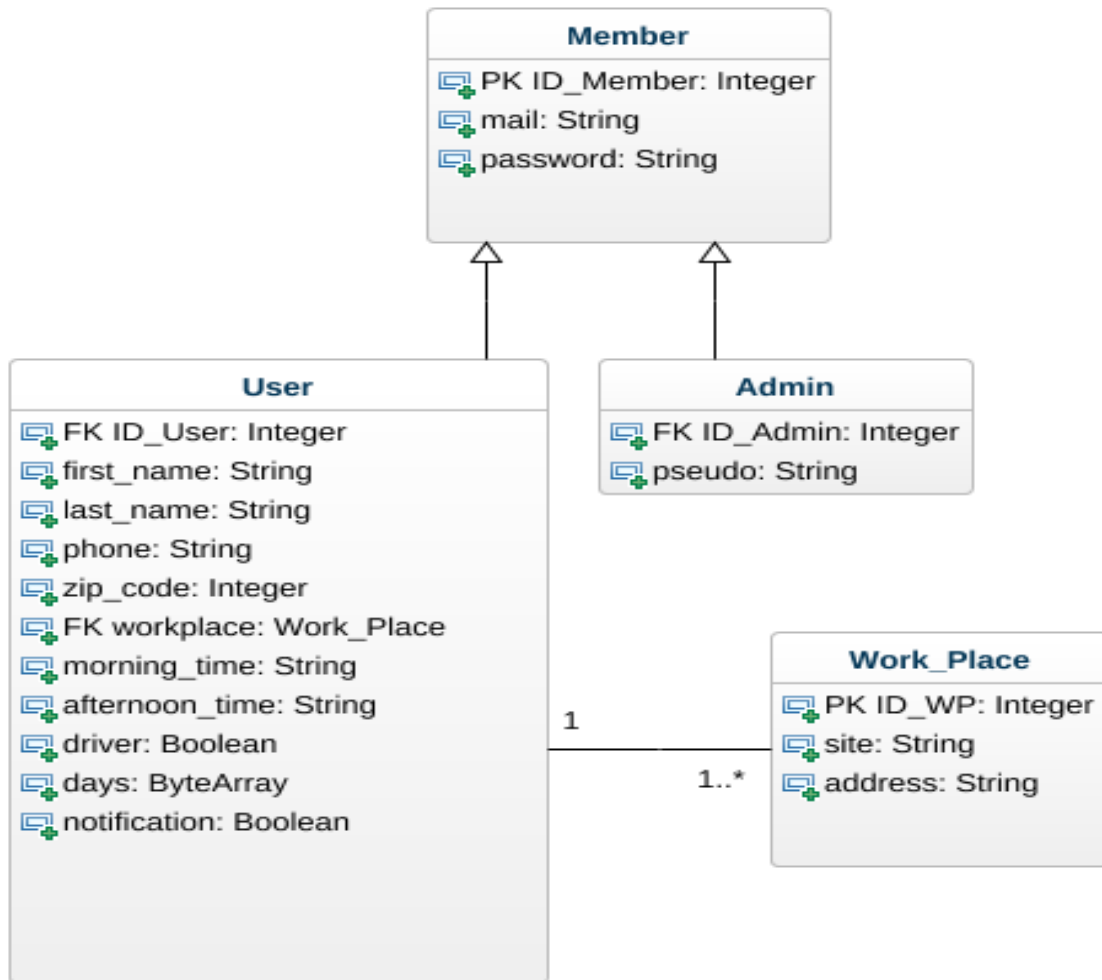 Member
PK ID_Member: Integer
mail: String
password: String
User
FK ID_User: Integer
first_name: String
last_name: String
phone: String
zip_code: Integer
FK workplace: Work_Place
morning_time: String
afternoon_time: String
driver: Boolean
days: ByteArray
notification: Boolean
Admin
FK ID_Admin: Integer
pseudo: String
1
1..*
Work_Place
PK ID_WP: Integer
site: String
address: String